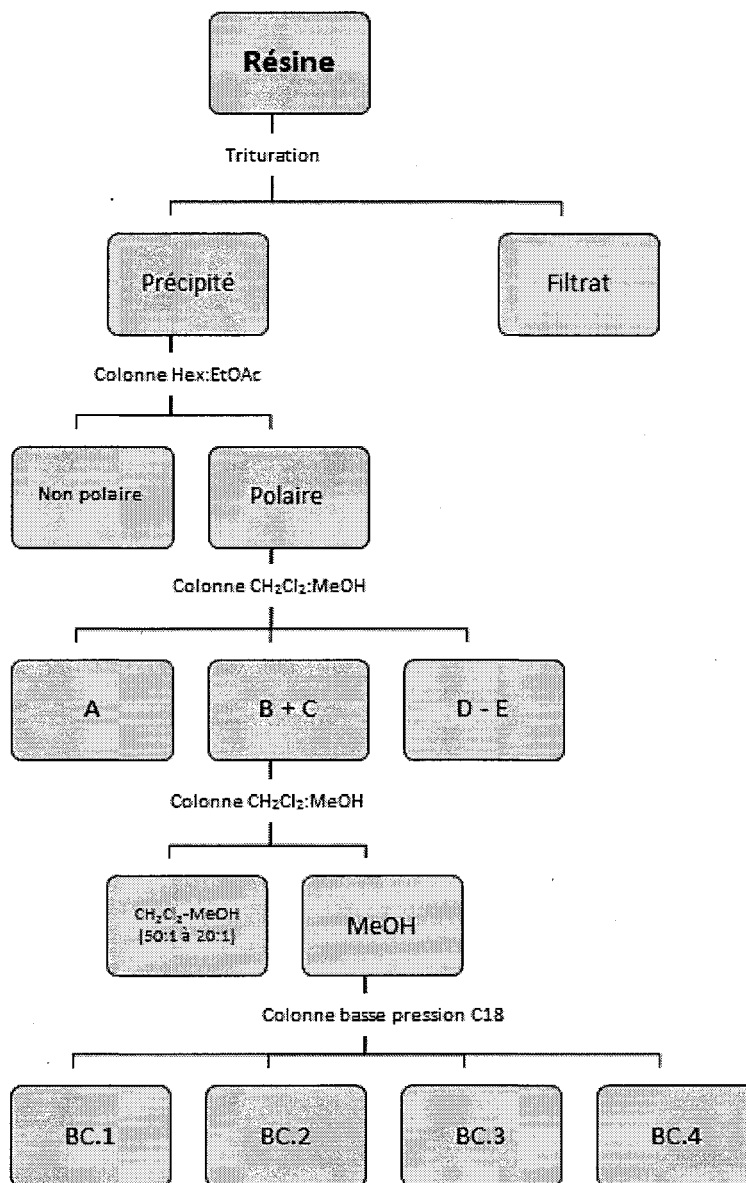 Résine
Trituration
Précipité
Filtrat
Colonne Hex:EtOAc
Non polaire
Polaire
Colonne CH₂Cl₂:MeOH
A
B + C
D - E
Colonne CH₂Cl₂:MeOH
CH₂Cl₂-MeOH
[50:1 à 20:1]
MeOH
Colonne basse pression C18
BC.1
BC.2
BC.3
BC.4